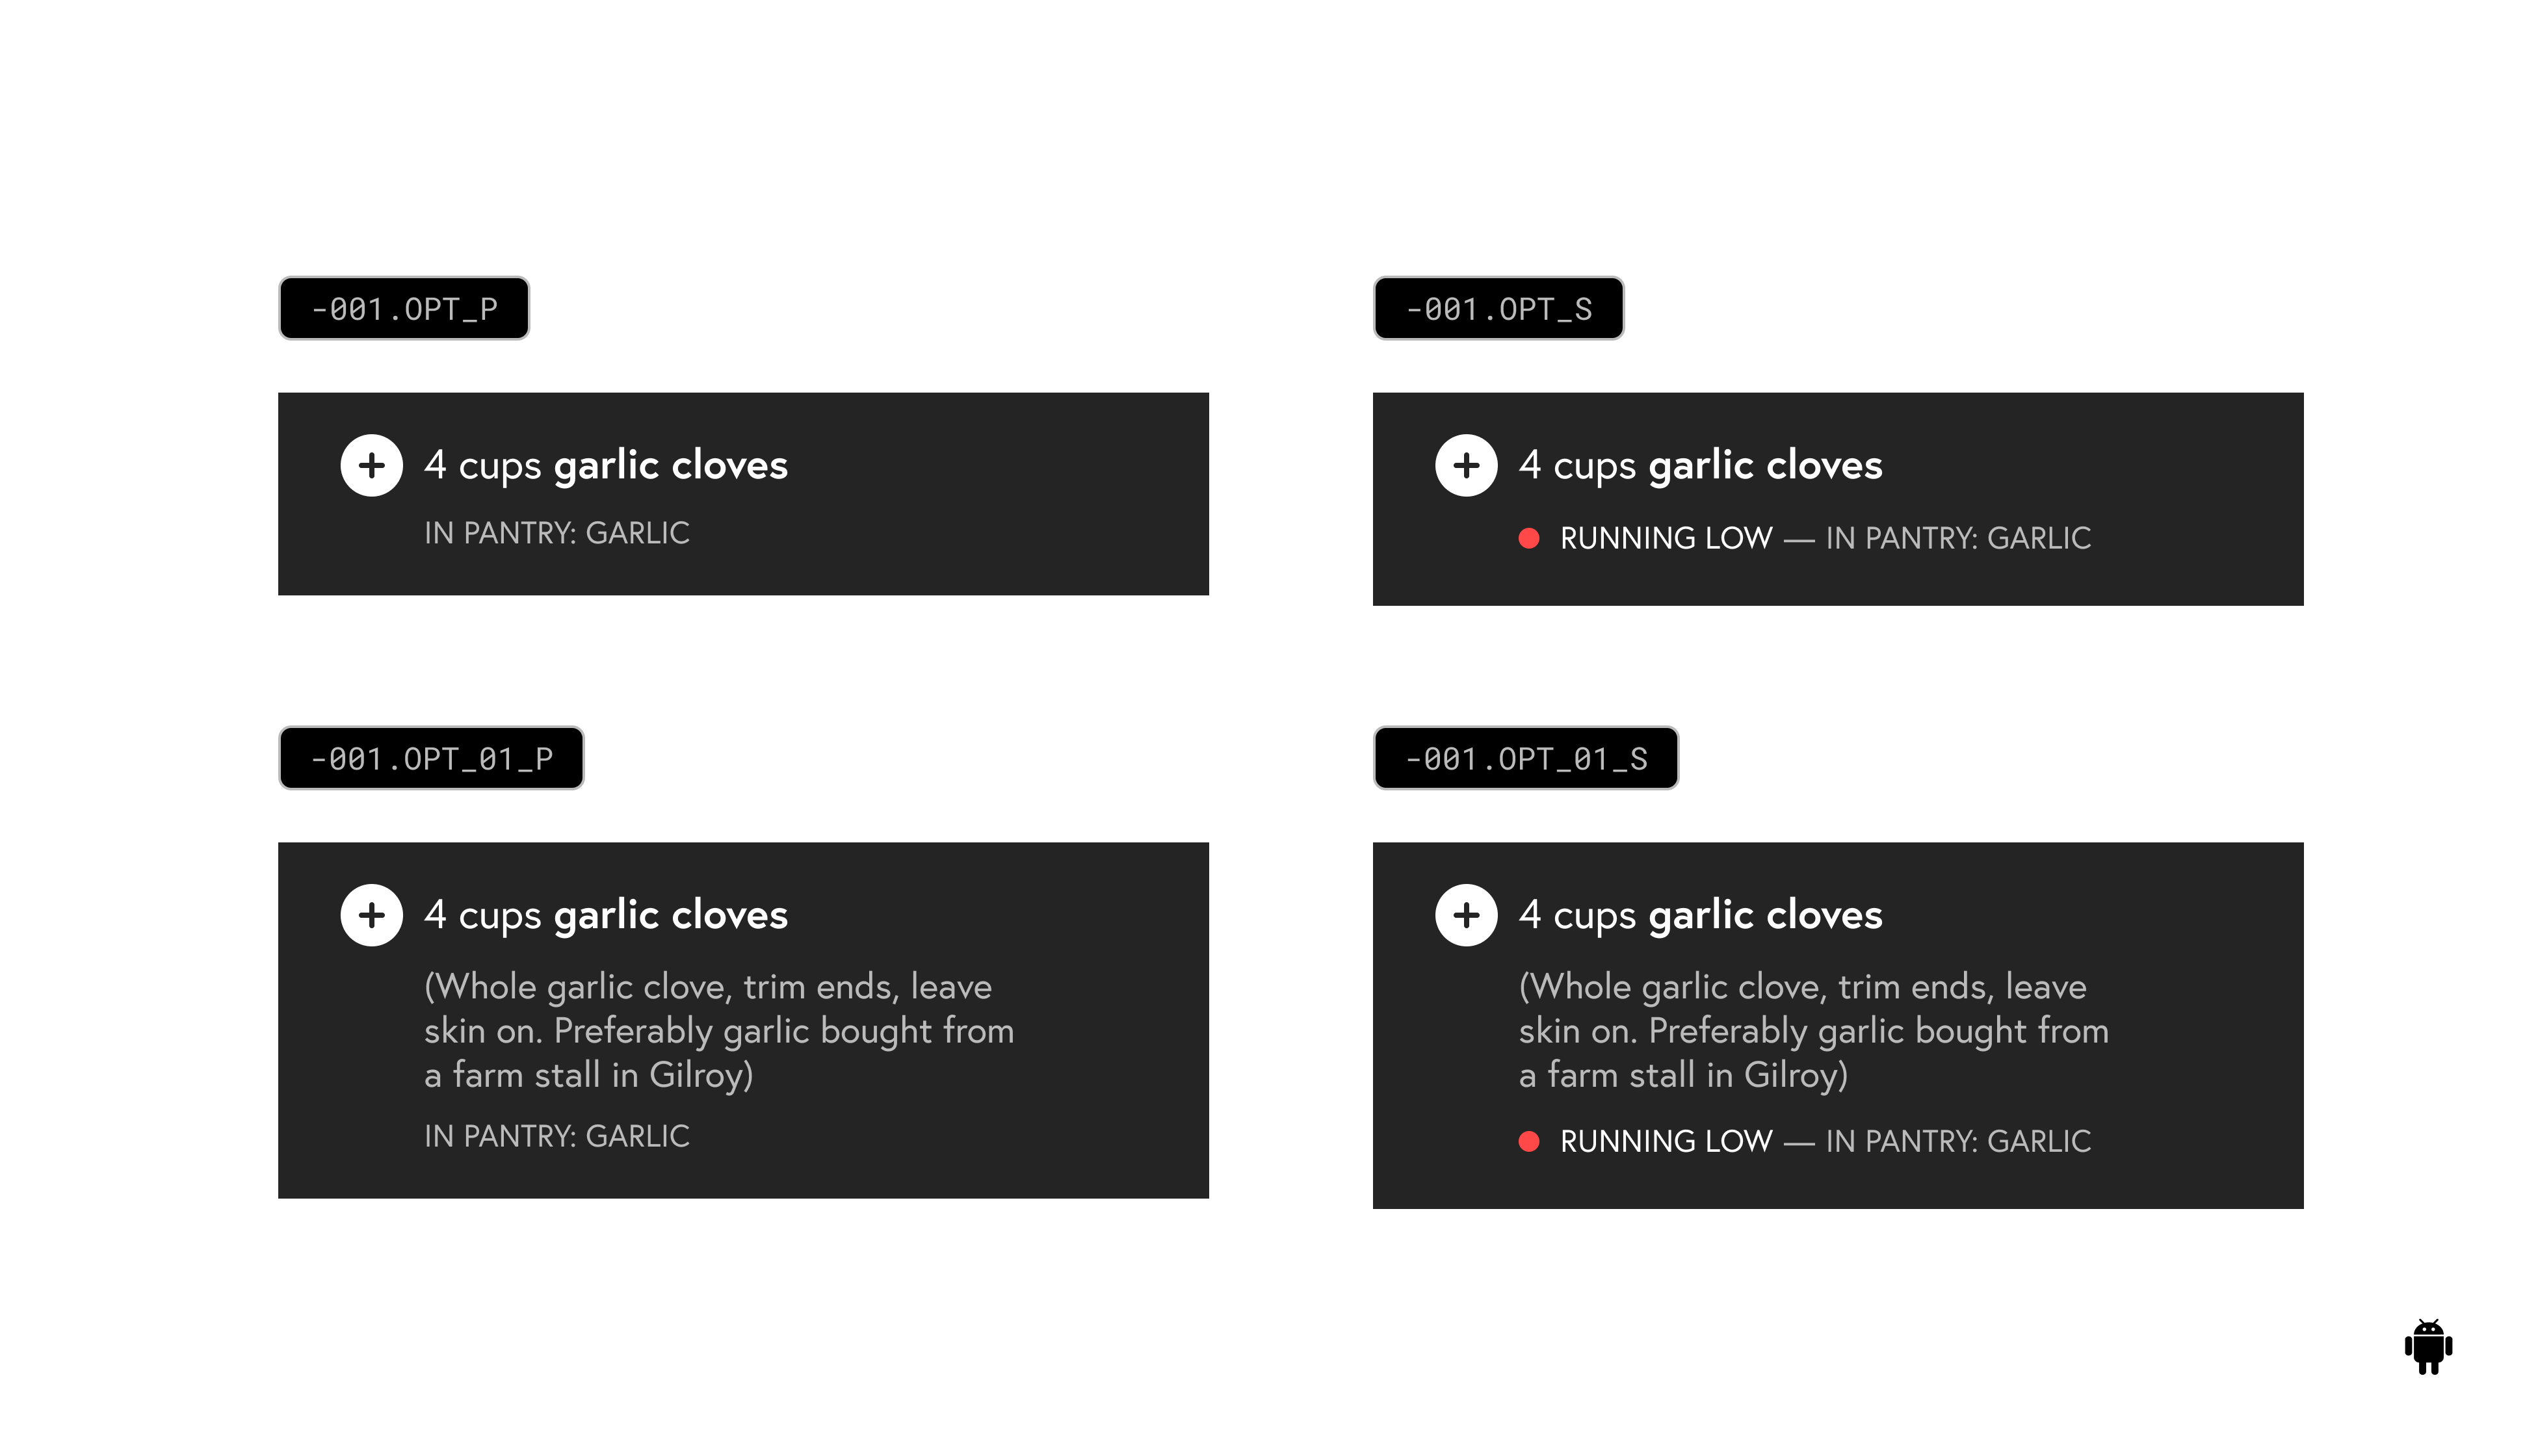 -001.OPT_P
4 cups garlic cloves
IN PANTRY: GARLIC
-001.OPT_S
4 cups garlic cloves
RUNNING LOW — IN PANTRY: GARLIC
-001.OPT_01_P
4 cups garlic cloves
(Whole garlic clove, trim ends, leave
skin on. Preferably garlic bought from
a farm stall in Gilroy)
IN PANTRY: GARLIC
-001.OPT_01_S
4 cups garlic cloves
(Whole garlic clove, trim ends, leave
skin on. Preferably garlic bought from
a farm stall in Gilroy)
RUNNING LOW — IN PANTRY: GARLIC